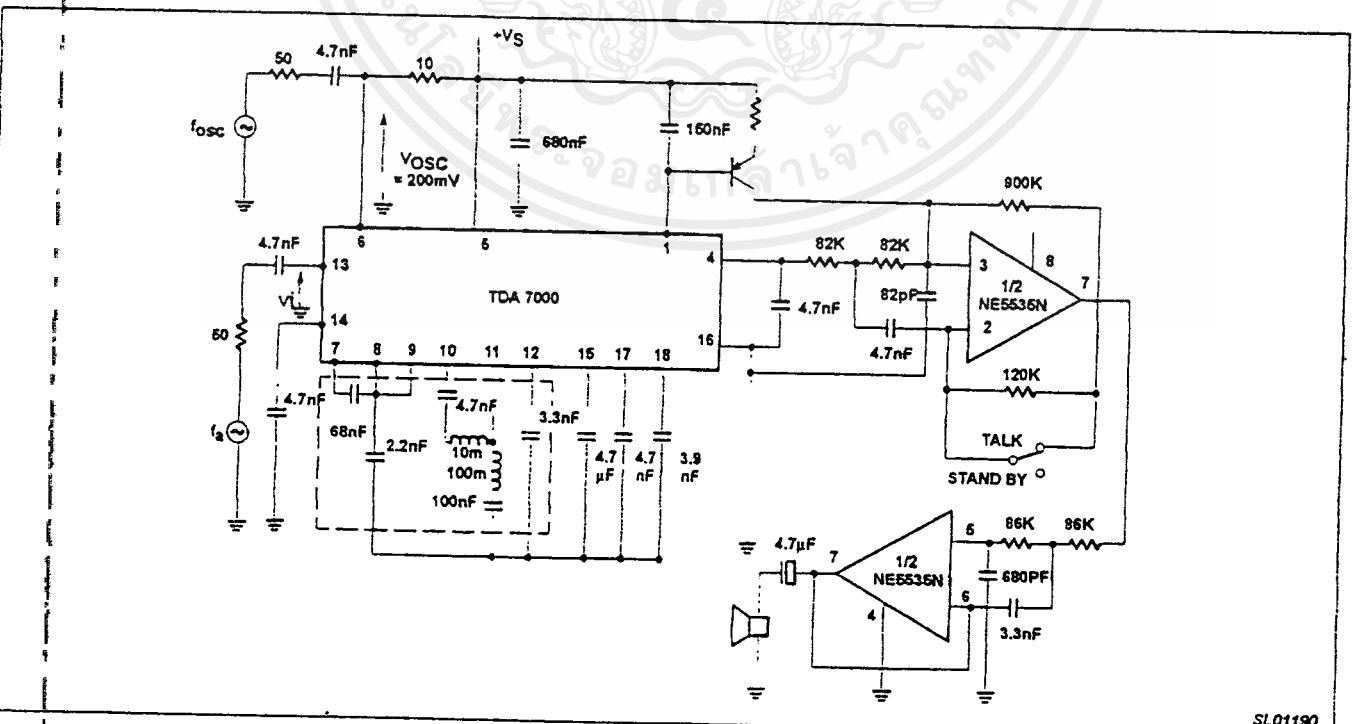 +VS
50
4.7nF
10
fosc
VOSC
= 200mV
680nF
150nF
900K
4.7nF
6
5
1
13
Vi
TDA 7000
4
82K
82K
3
8
7
1/2
NE5535N
82pF
4.7nF
2
14
50
16
4.7nF
7
8
9
10
11
12
15
17
18
120K
4.7nF
68nF
2.2nF
4.7nF
10m
100m
100nF
3.3nF
4.7
µF
4.7
nF
3.9
nF
TALK
STAND BY
fa
4.7µF
7
1/2
NE5535N
5
86K
86K
680PF
6
4
3.3nF
SL01190